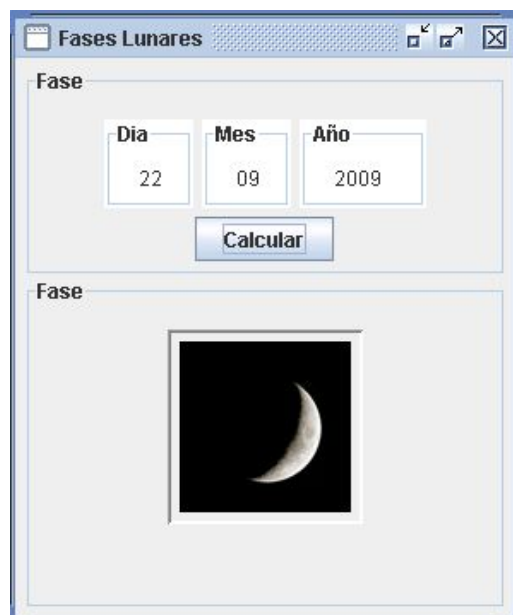 Fases Lunares
Fase
Dia Mes Año
22 09 2009
Calcular
Fase